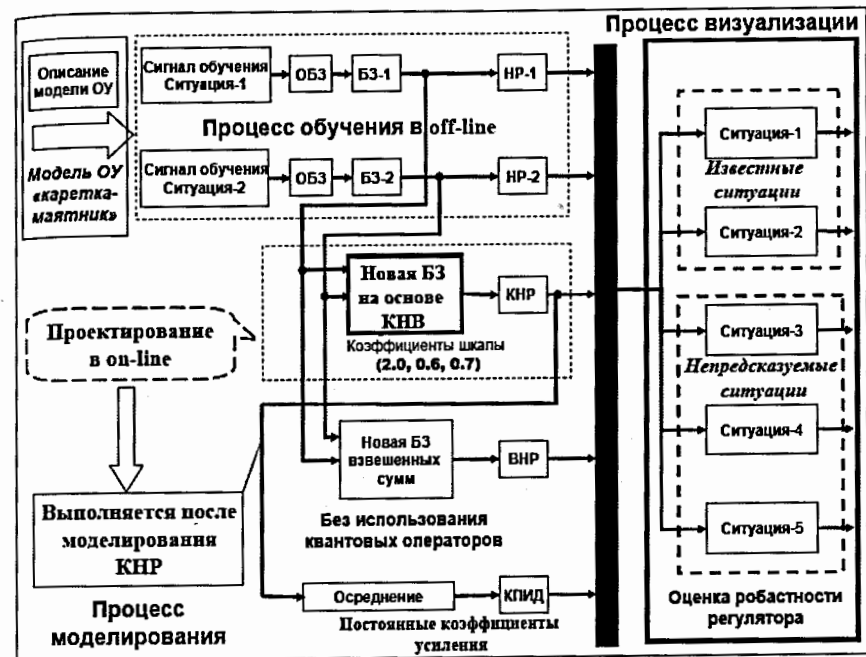 Процесс визуализации
Описание
модели ОУ
Модель ОУ
«каретка-
маятник»
Сигнал обучения
Ситуация-1
ОБЗ
БЗ-1
НР-1
Процесс обучения в off-line
Сигнал обучения
Ситуация-2
ОБЗ
БЗ-2
НР-2
Новая БЗ
на основе
КНВ
КНР
Коэффициенты шкалы
(2.0, 0.6, 0.7)
Проектирование
в on-line
Новая БЗ
взвешенных
сумм
ВНР
Без использования
квантовых операторов
Выполняется после
моделирования
КНР
Процесс
моделирования
Осреднение
КПИД
Постоянные коэффициенты
усиления
Ситуация-1
Известные
ситуации
Ситуация-2
Ситуация-3
Непредсказуемые
ситуации
Ситуация-4
Ситуация-5
Оценка робастности
регулятора